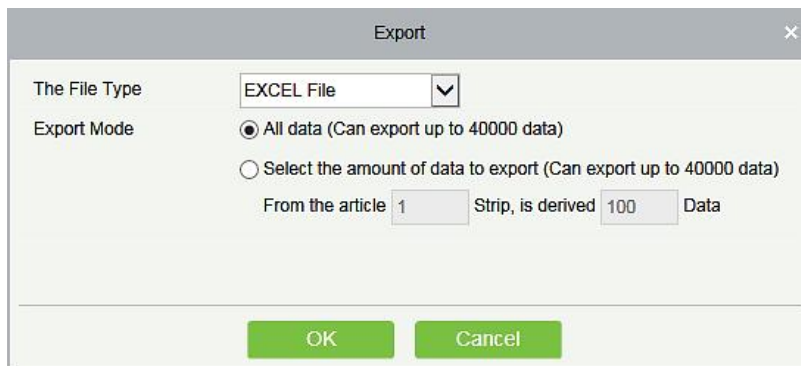 Export
The File Type EXCEL File
Export Mode All data (Can export up to 40000 data)
Select the amount of data to export (Can export up to 40000 data)
From the article 1 Strip, is derived 100 Data
OK Cancel